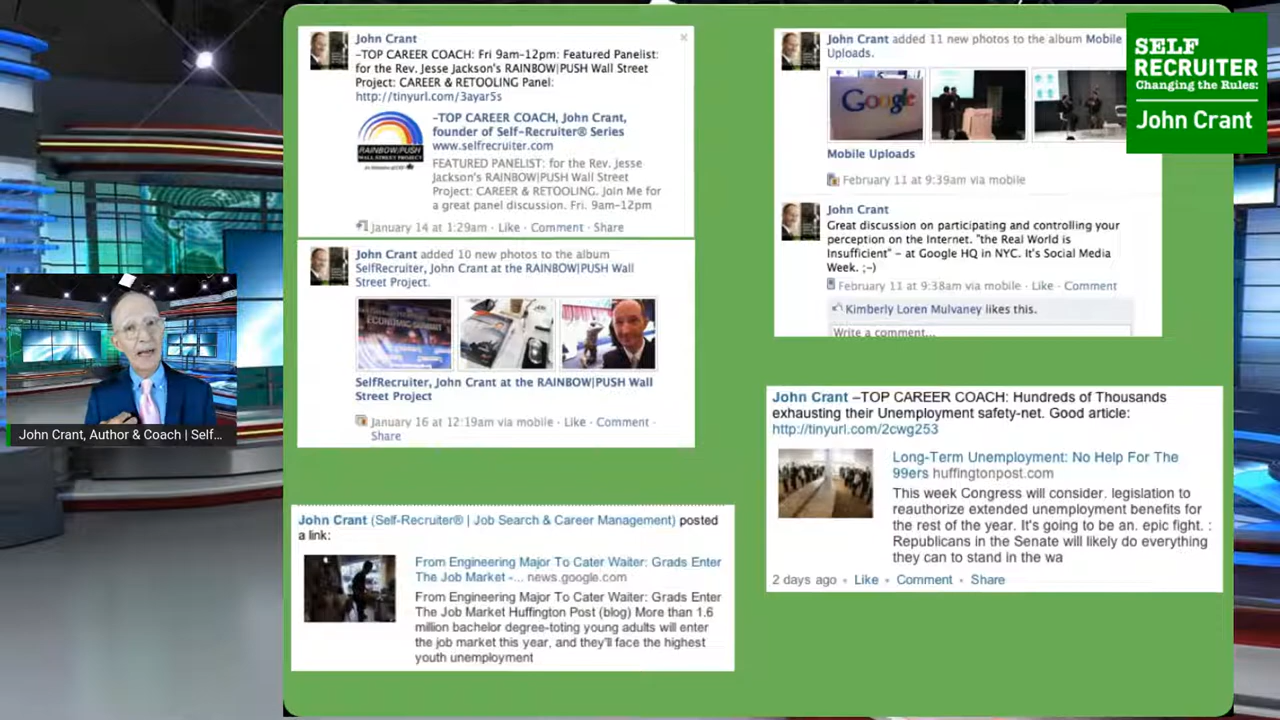 John Crant
–TOP CAREER COACH: Fri 9am–12pm: Featured Panelist:
for the Rev. Jesse Jackson's RAINBOW|PUSH Wall Street
Project: CAREER & RETOOLING Panel:
http://tinyurl.com/3ayar5s
–TOP CAREER COACH, John Crant,
founder of Self-Recruiter® Series
www.selfrecruiter.com
RAINBOW/PUSH
WALL STREET PROJECT
FEATURED PANELIST: for the Rev. Jesse
Jackson's RAINBOW|PUSH Wall Street
Project: CAREER & RETOOLING. Join Me for
a great panel discussion. Fri. 9am–12pm
January 14 at 1:29am · Like · Comment · Share
John Crant added 10 new photos to the album
SelfRecruiter, John Crant at the RAINBOW|PUSH Wall
Street Project.
ECONOMIC SUMMIT
SelfRecruiter, John Crant at the RAINBOW|PUSH Wall
Street Project
January 16 at 12:19am via mobile · Like · Comment ·
Share
John Crant (Self-Recruiter® | Job Search & Career Management) posted
a link:
From Engineering Major To Cater Waiter: Grads Enter
The Job Market -... news.google.com
From Engineering Major To Cater Waiter: Grads Enter
The Job Market Huffington Post (blog) More than 1.6
million bachelor degree-toting young adults will enter
the job market this year, and they'll face the highest
youth unemployment
John Crant added 11 new photos to the album Mobile
Uploads.
Google
Mobile Uploads
February 11 at 9:39am via mobile
John Crant
Great discussion on participating and controlling your
perception on the Internet. "the Real World is
Insufficient" – at Google HQ in NYC. It's Social Media
Week. ;-)
February 11 at 9:38am via mobile · Like · Comment
Kimberly Loren Mulvaney likes this.
Write a comment...
John Crant –TOP CAREER COACH: Hundreds of Thousands
exhausting their Unemployment safety-net. Good article:
http://tinyurl.com/2cwg253
Long-Term Unemployment: No Help For The
99ers huffingtonpost.com
This week Congress will consider. legislation to
reauthorize extended unemployment benefits for
the rest of the year. It's going to be an. epic fight. :
Republicans in the Senate will likely do everything
they can to stand in the wa
2 days ago · Like · Comment · Share
SELF
RECRUITER
Changing the Rules:
John Crant
John Crant, Author & Coach | Self...